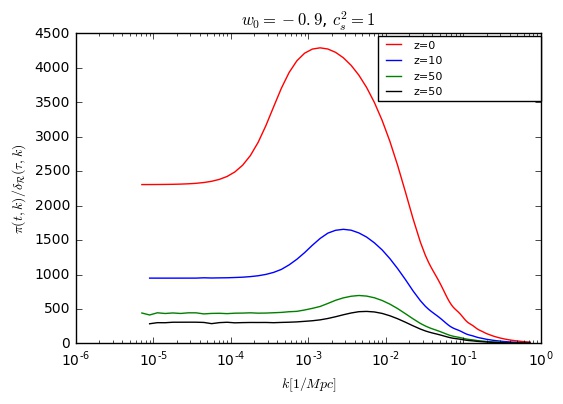 w₀ = −0.9, cₛ² = 1
4500
4000
3500
3000
2500
2000
1500
1000
500
0
π(t, k)/δ_R(τ, k)
z=0
z=10
z=50
z=50
10⁻⁶ 10⁻⁵ 10⁻⁴ 10⁻³ 10⁻² 10⁻¹ 10⁰
k[1/Mpc]